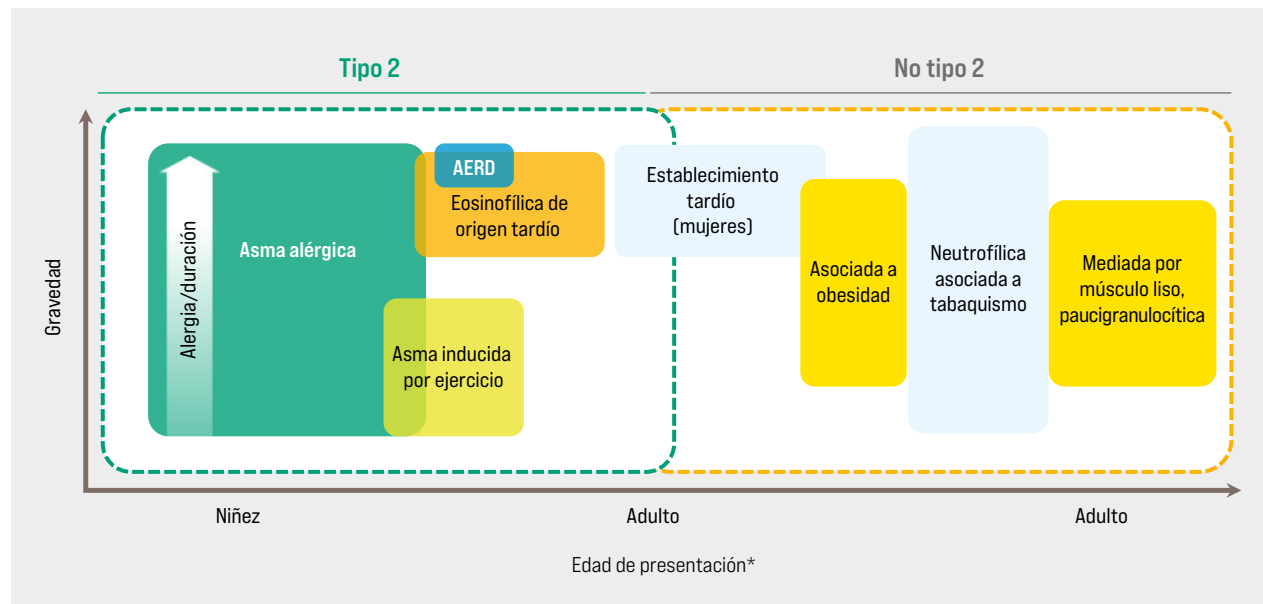 Tipo 2
No tipo 2
Gravedad
Alergia/duración
Asma alérgica
AERD
Eosinofílica de
origen tardío
Asma inducida
por ejercicio
Establecimiento
tardío
(mujeres)
Asociada a
obesidad
Neutrofílica
asociada a
tabaquismo
Mediada por
músculo liso,
paucigranulocítica
Niñez
Adulto
Adulto
Edad de presentación*